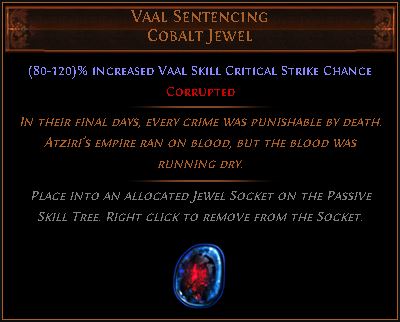 Vaal Sentencing
Cobalt Jewel
(80-120)% increased Vaal Skill Critical Strike Chance
Corrupted
In their final days, every crime was punishable by death.
Atziri's empire ran on blood, but the blood was
running dry.
Place into an allocated Jewel Socket on the Passive
Skill Tree. Right click to remove from the Socket.